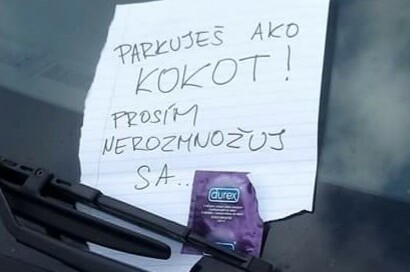 PARKUJEŠ AKO
KOKOT!
PROSÍM
NEROZMNOŽUJ
SA..
durex